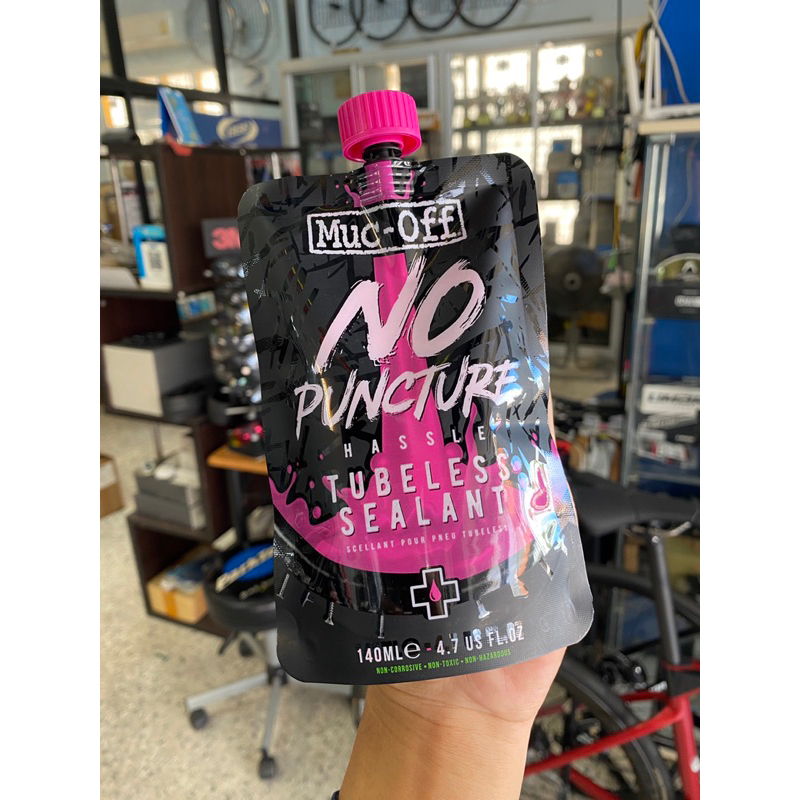 Muc-Off
NO
PUNCTURE
HASSLE
TUBELESS
SEALANT
SCELLANT POUR PNEU TUBELESS
140ML℮ - 4.7 US FL.OZ
NON-CORROSIVE • NON-TOXIC • NON-HAZARDOUS
3M